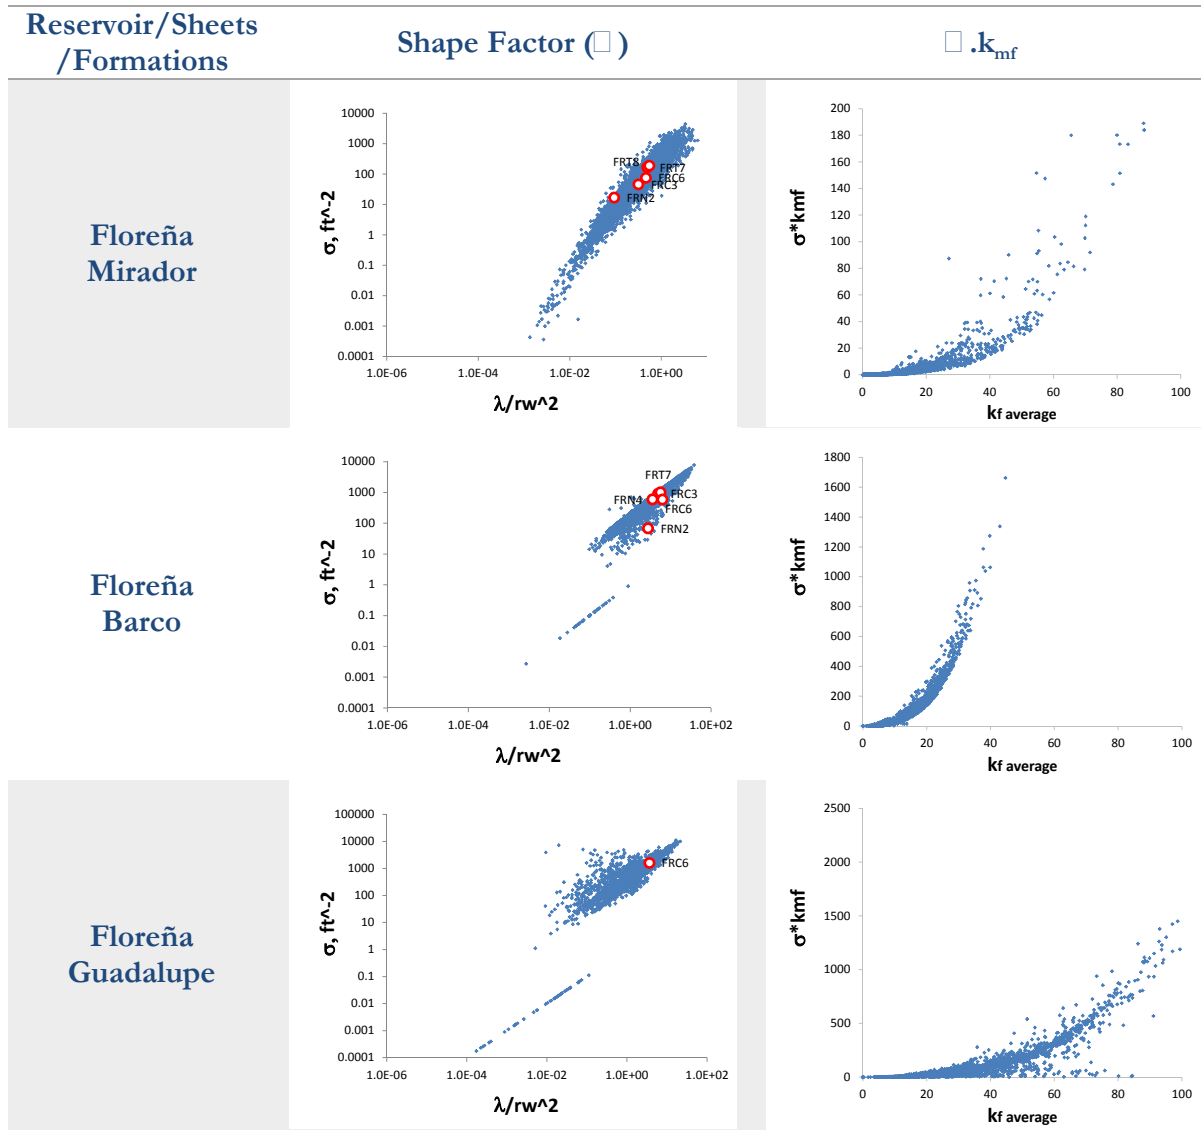 Reservoir/Sheets
/Formations
Shape Factor (□)
□ .kmf
Floreña
Mirador
σ, ft^-2
10000
1000
100
10
1
0.1
0.01
0.001
0.0001
FRT8
FRT7
FRC6
FRC3
FRN2
1.0E-06
1.0E-04
1.0E-02
1.0E+00
λ/rw^2
σ*kmf
200
180
160
140
120
100
80
60
40
20
0
0
20
40
60
80
100
kf average
Floreña
Barco
σ, ft^-2
10000
1000
100
10
1
0.1
0.01
0.001
0.0001
FRT7
FRN4
FRC3
FRC6
FRN2
1.0E-06
1.0E-04
1.0E-02
1.0E+00
1.0E+02
λ/rw^2
σ*kmf
1800
1600
1400
1200
1000
800
600
400
200
0
0
20
40
60
80
100
kf average
Floreña
Guadalupe
σ, ft^-2
100000
10000
1000
100
10
1
0.1
0.01
0.001
0.0001
FRC6
1.0E-06
1.0E-04
1.0E-02
1.0E+00
1.0E+02
λ/rw^2
σ*kmf
2500
2000
1500
1000
500
0
0
20
40
60
80
100
kf average